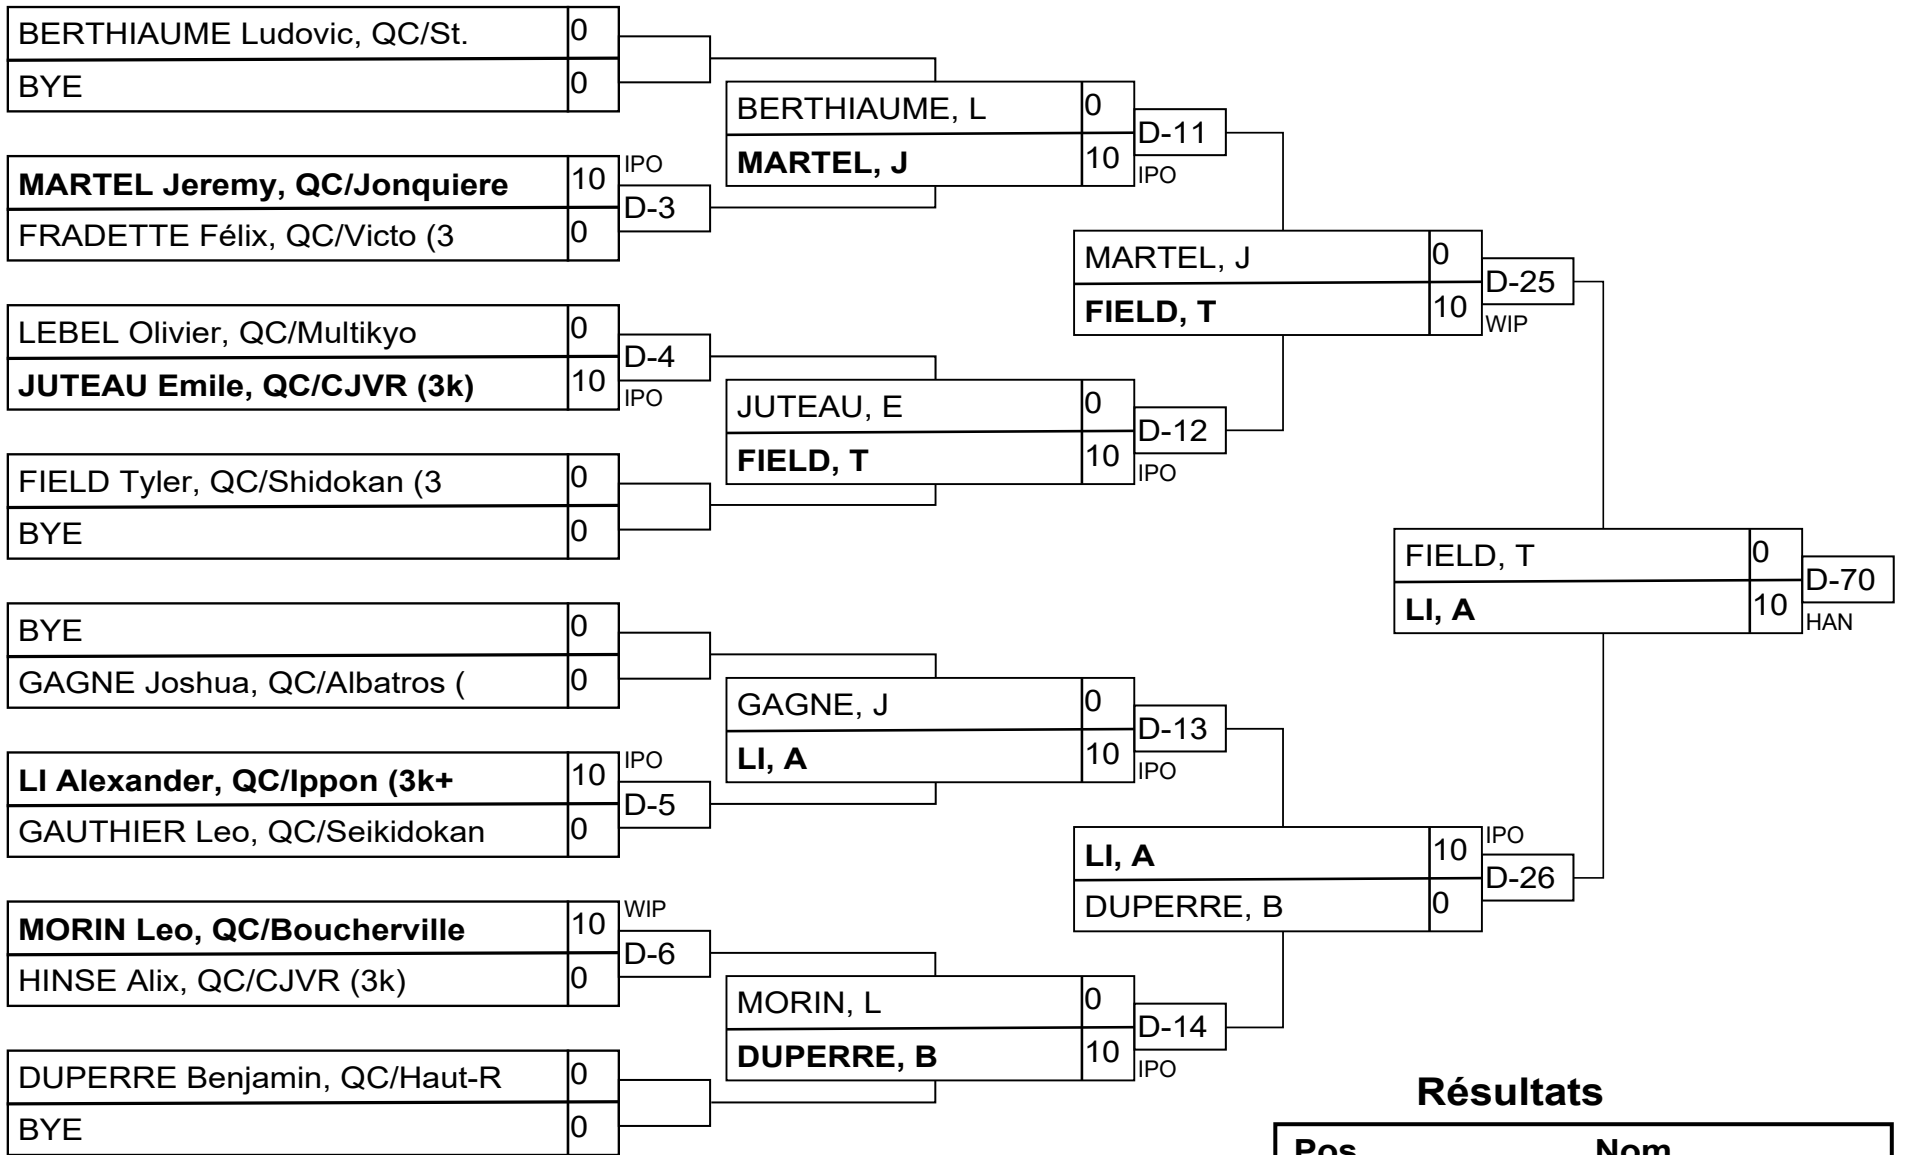 BERTHIAUME Ludovic, QC/St. 0
BYE 0
MARTEL Jeremy, QC/Jonquiere 10 IPO
D-3
FRADETTE Félix, QC/Victo (3 0
LEBEL Olivier, QC/Multikyo 0
D-4
JUTEAU Emile, QC/CJVR (3k) 10 IPO
FIELD Tyler, QC/Shidokan (3 0
BYE 0
BYE 0
GAGNE Joshua, QC/Albatros ( 0
LI Alexander, QC/Ippon (3k+ 10 IPO
D-5
GAUTHIER Leo, QC/Seikidokan 0
MORIN Leo, QC/Boucherville 10 WIP
D-6
HINSE Alix, QC/CJVR (3k) 0
DUPERRE Benjamin, QC/Haut-R 0
BYE 0
BERTHIAUME, L 0
D-11
MARTEL, J 10 IPO
JUTEAU, E 0
D-12
FIELD, T 10 IPO
GAGNE, J 0
D-13
LI, A 10 IPO
MORIN, L 0
D-14
DUPERRE, B 10 IPO
MARTEL, J 0
D-25
FIELD, T 10 WIP
LI, A 10 IPO
D-26
DUPERRE, B 0
FIELD, T 0
D-70
LI, A 10 HAN
Résultats
Pos Nom